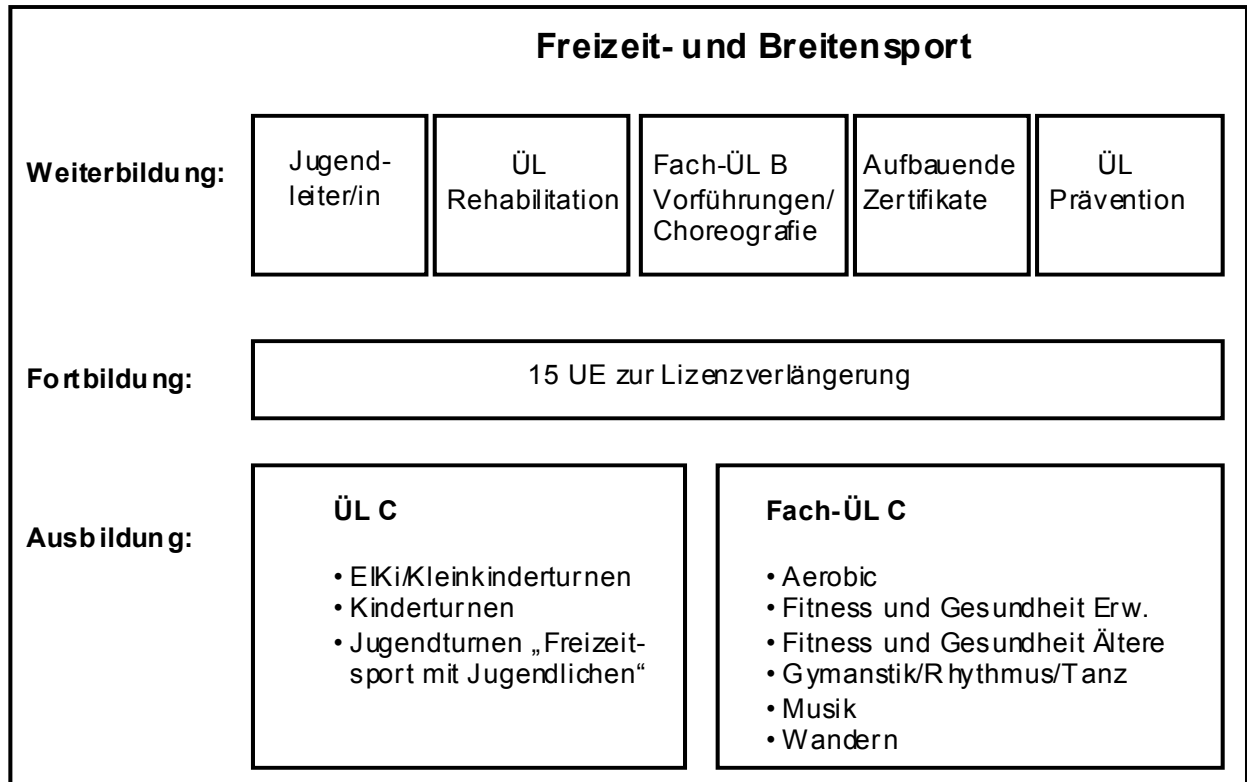 Freizeit- und Breitensport
Weiterbildung:
Jugend-
leiter/in
ÜL
Rehabilitation
Fach-ÜL B
Vorführungen/
Choreografie
Aufbauende
Zertifikate
ÜL
Prävention
Fortbildung:
15 UE zur Lizenzverlängerung
Ausbildung:
ÜL C
• ElKi/Kleinkinderturnen
• Kinderturnen
• Jugendturnen „Freizeit-
sport mit Jugendlichen“
Fach-ÜL C
• Aerobic
• Fitness und Gesundheit Erw.
• Fitness und Gesundheit Ältere
• Gymanstik/Rhythmus/Tanz
• Musik
• Wandern